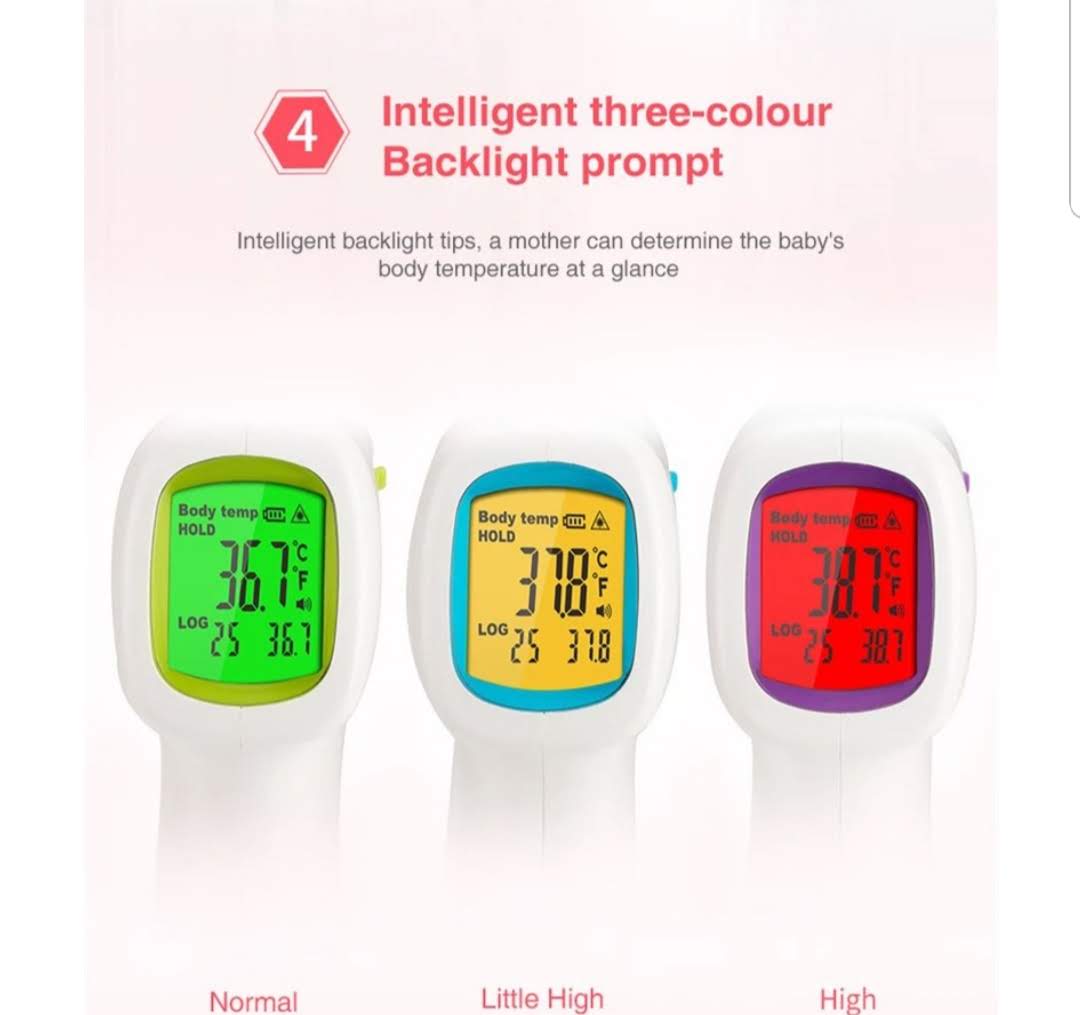 4
Intelligent three-colour
Backlight prompt
Intelligent backlight tips, a mother can determine the baby's
body temperature at a glance
Body temp
HOLD
36.7 °C
°F
LOG 25 36.7
Body temp
HOLD
37.8 °C
°F
LOG 25 37.8
Body temp
HOLD
38.7 °C
°F
LOG 25 38.7
Normal
Little High
High